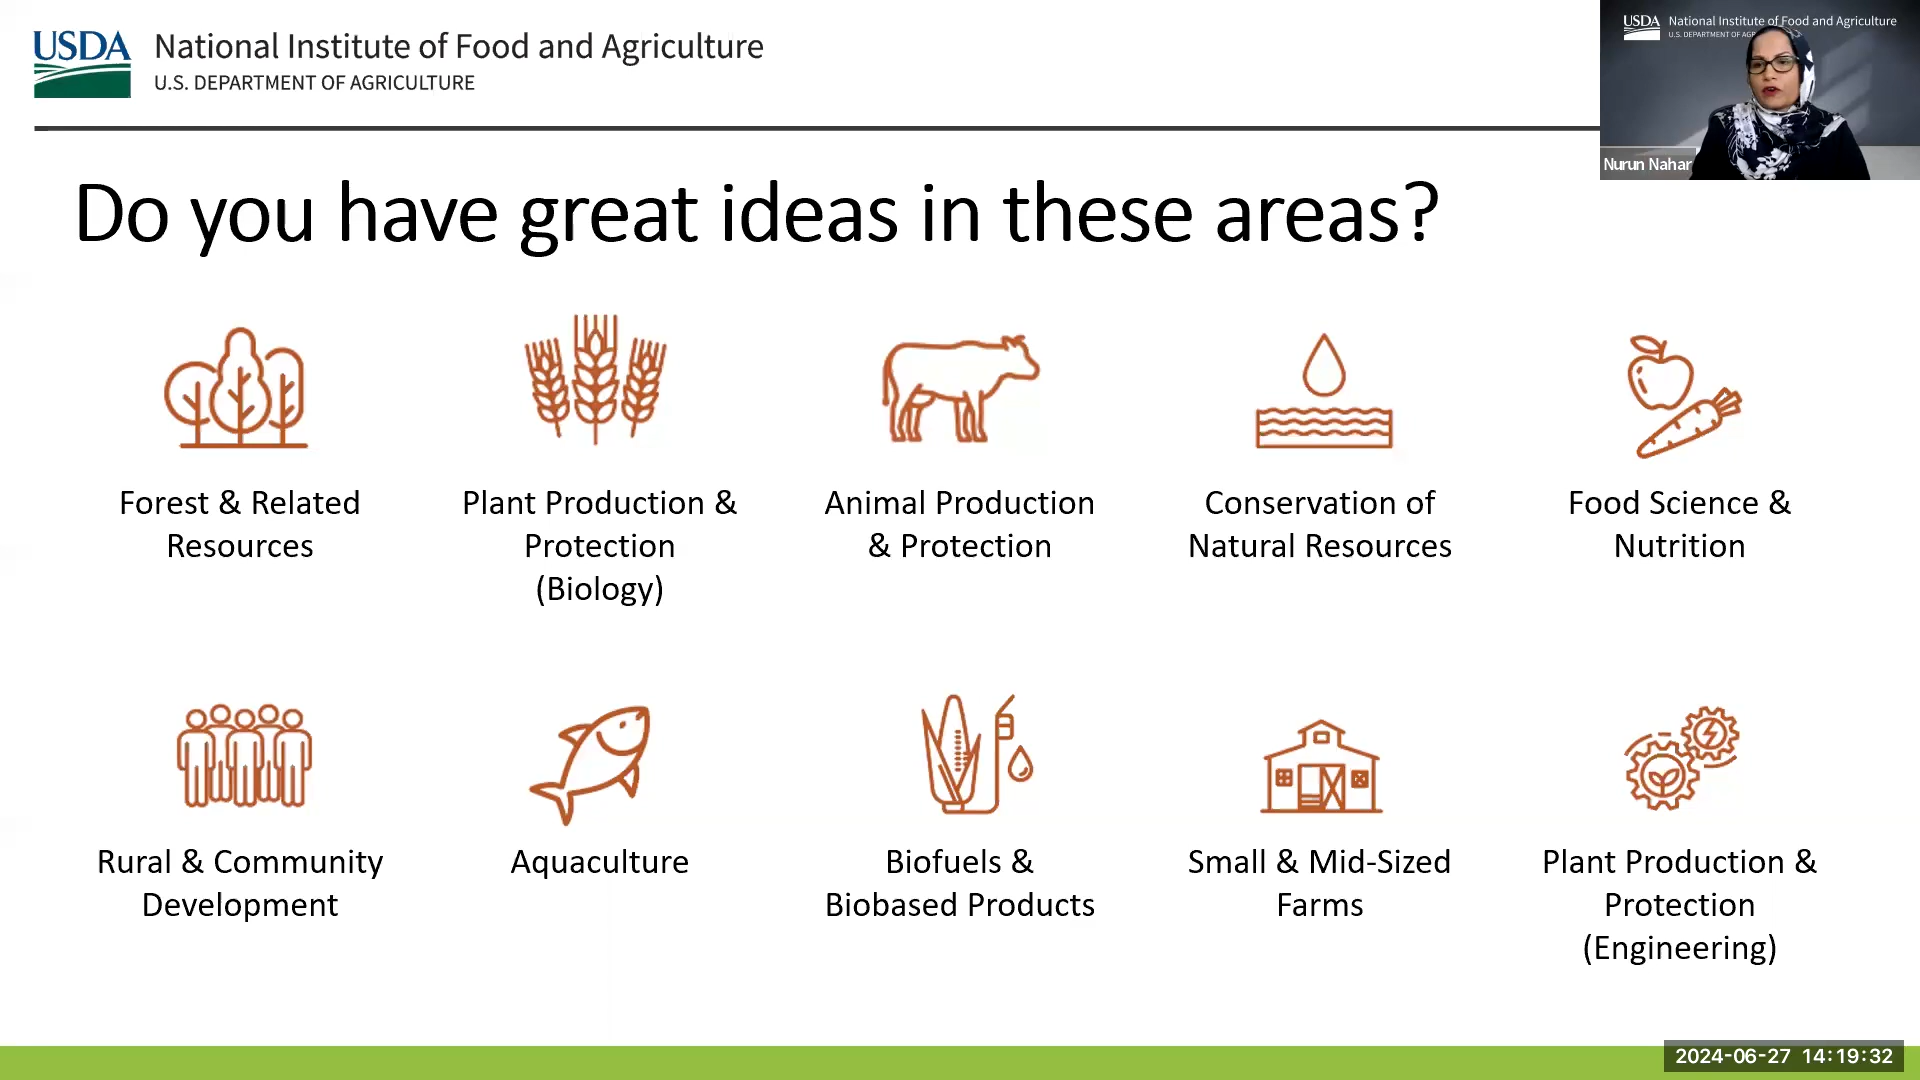 USDA National Institute of Food and Agriculture
U.S. DEPARTMENT OF AGRICULTURE
USDA National Institute of Food and Agriculture
U.S. DEPARTMENT OF
Nurun Nahar
Do you have great ideas in these areas?
Forest & Related
Resources
Plant Production &
Protection
(Biology)
Animal Production
& Protection
Conservation of
Natural Resources
Food Science &
Nutrition
Rural & Community
Development
Aquaculture
Biofuels &
Biobased Products
Small & Mid-Sized
Farms
Plant Production &
Protection
(Engineering)
2024-06-27 14:19:32